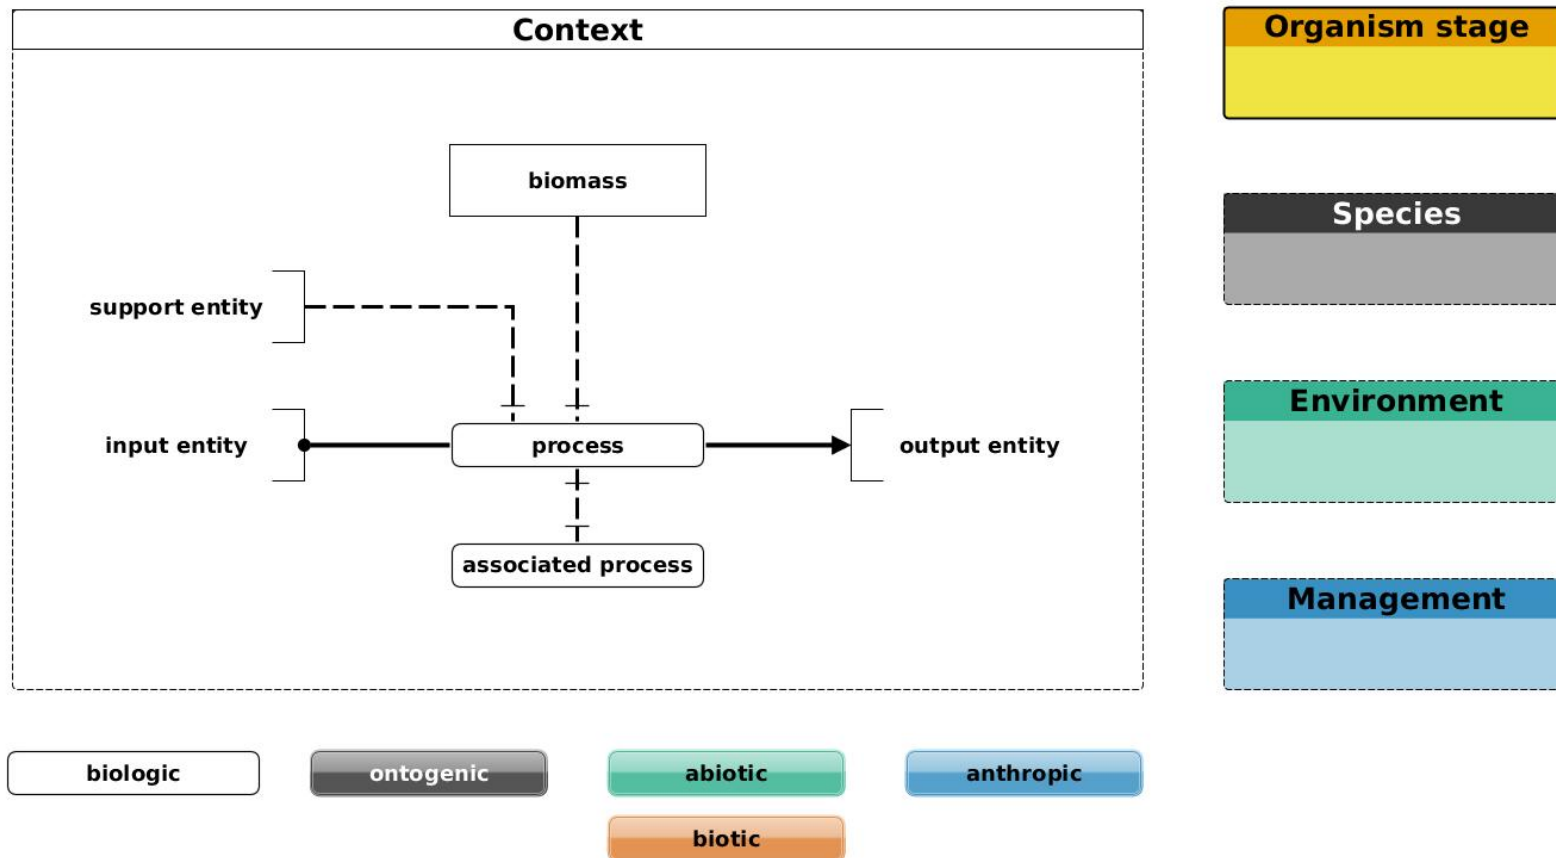 Context
Organism stage
biomass
Species
support entity
Environment
input entity
process
output entity
associated process
Management
biologic
ontogenic
abiotic
anthropic
biotic